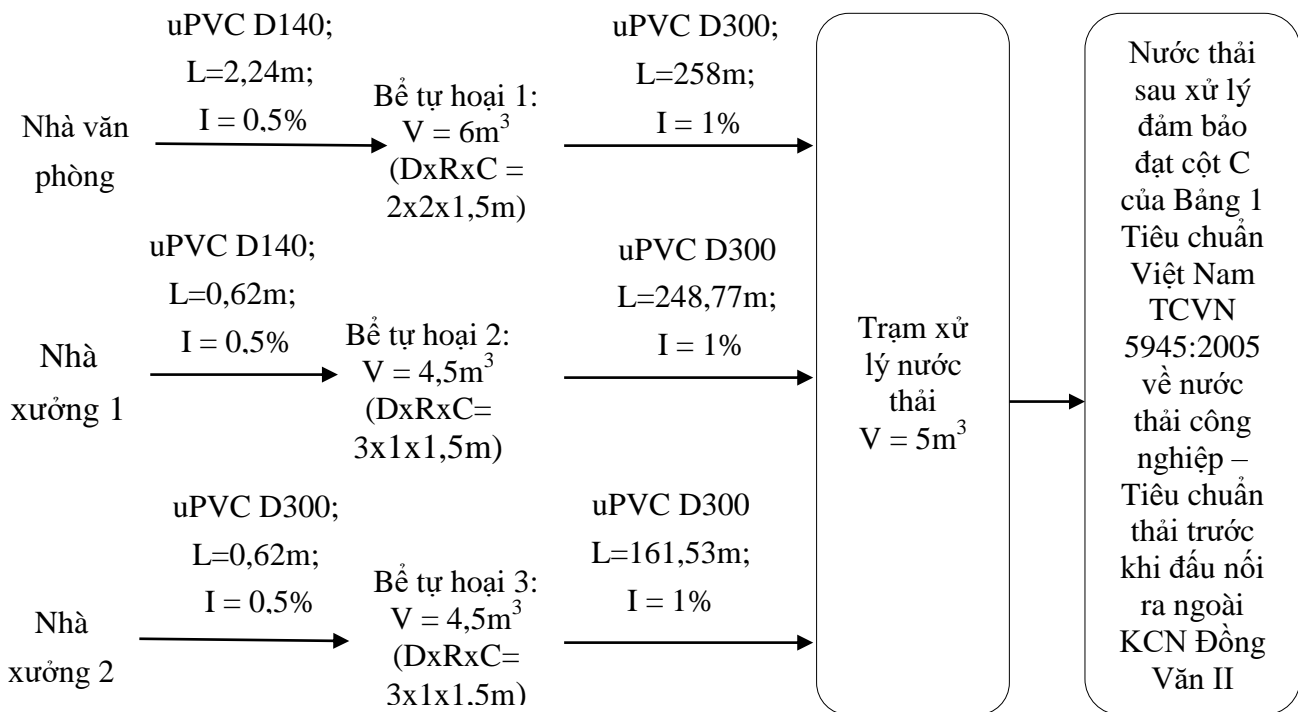 uPVC D140;
L=2,24m;
I = 0,5%
Nhà văn
phòng
Bể tự hoại 1:
V = 6m³
(DxRxC =
2x2x1,5m)
uPVC D300;
L=258m;
I = 1%
uPVC D140;
L=0,62m;
I = 0,5%
Nhà
xưởng 1
Bể tự hoại 2:
V = 4,5m³
(DxRxC=
3x1x1,5m)
uPVC D300
L=248,77m;
I = 1%
uPVC D300;
L=0,62m;
I = 0,5%
Nhà
xưởng 2
Bể tự hoại 3:
V = 4,5m³
(DxRxC=
3x1x1,5m)
uPVC D300
L=161,53m;
I = 1%
Trạm xử
lý nước
thải
V = 5m³
Nước thải
sau xử lý
đảm bảo
đạt cột C
của Bảng 1
Tiêu chuẩn
Việt Nam
TCVN
5945:2005
về nước
thải công
nghiệp –
Tiêu chuẩn
thải trước
khi đấu nối
ra ngoài
KCN Đồng
Văn II